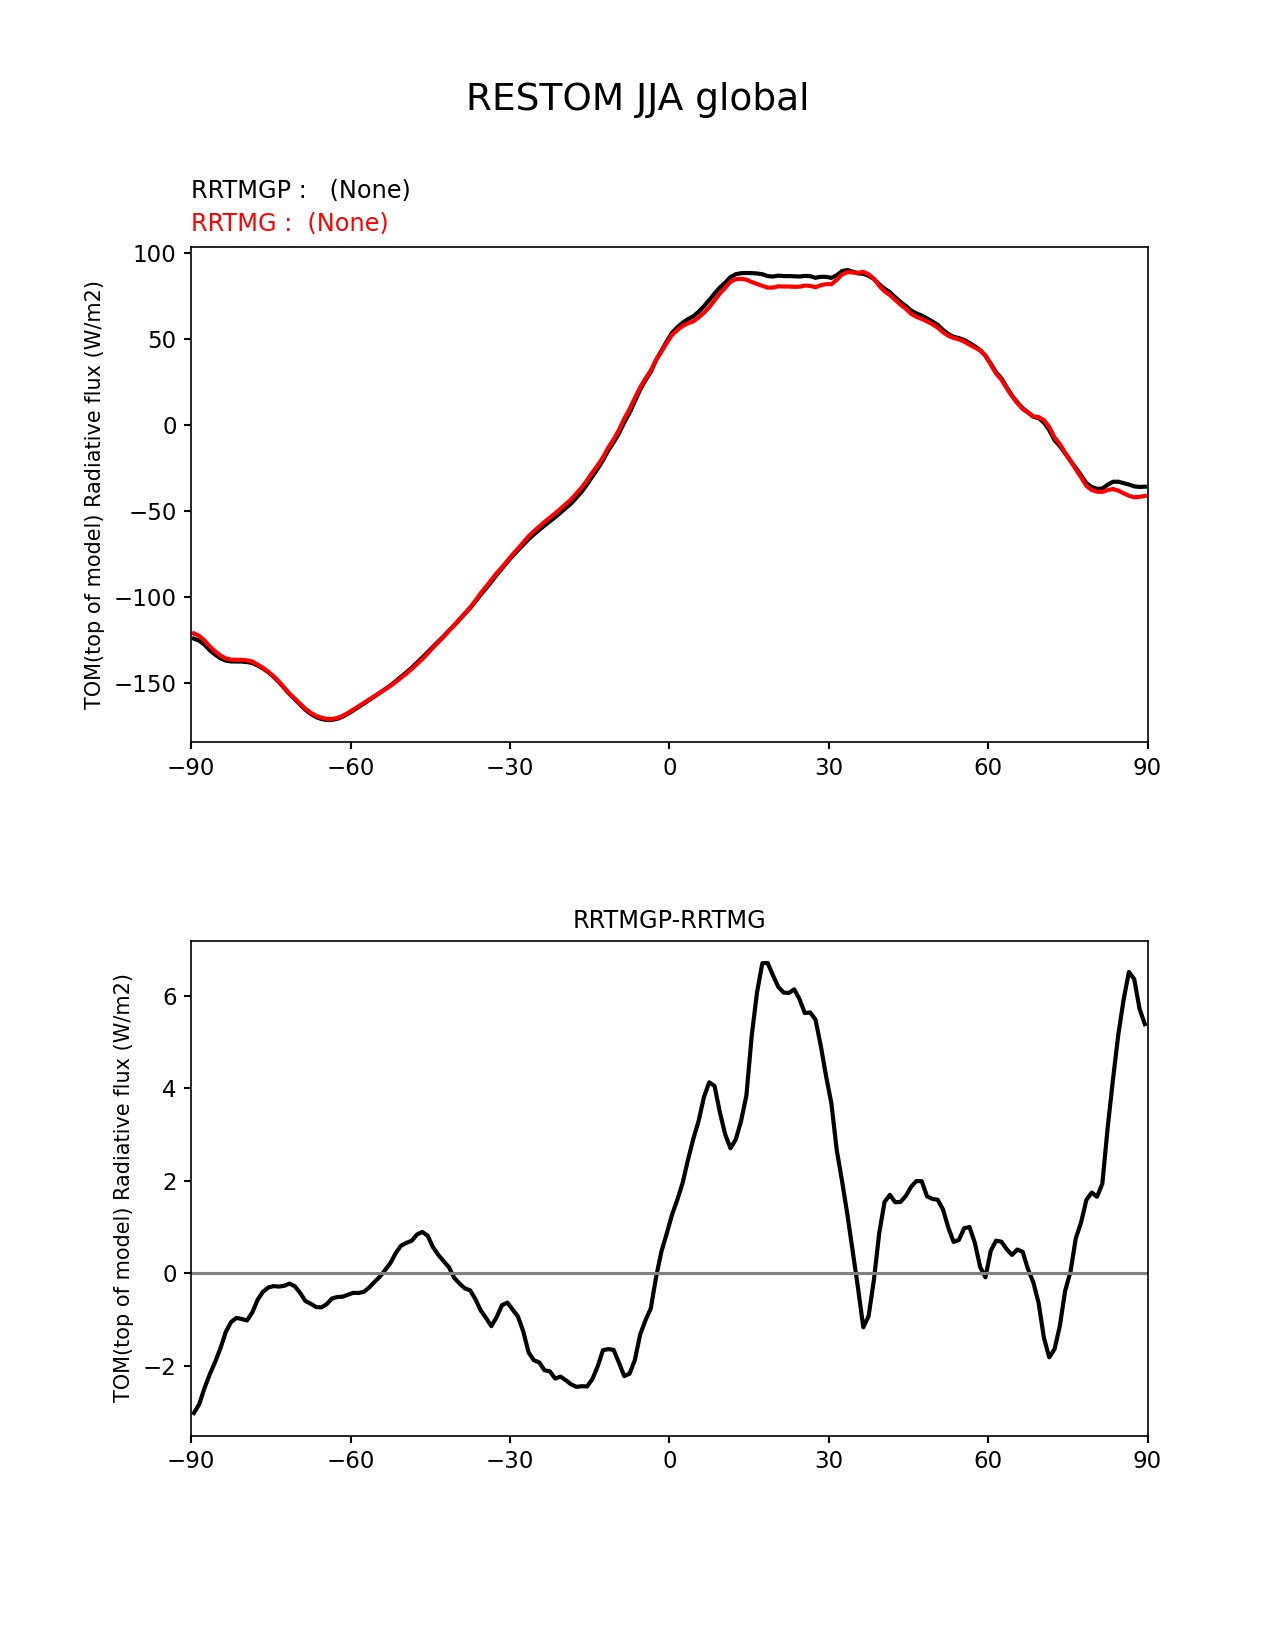 RESTOM JJA global
RRTMGP :   (None)
RRTMG :  (None)
TOM(top of model) Radiative flux (W/m2)
100
50
0
−50
−100
−150
−90 −60 −30 0 30 60 90
RRTMGP-RRTMG
TOM(top of model) Radiative flux (W/m2)
6
4
2
0
−2
−90 −60 −30 0 30 60 90